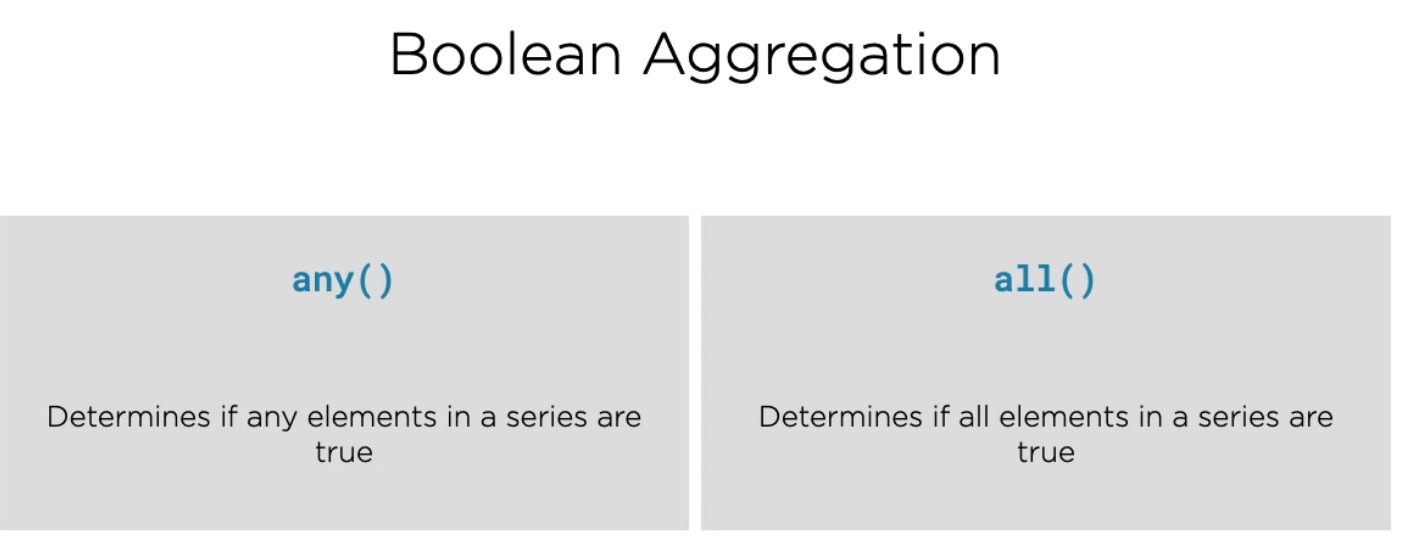 Boolean Aggregation
any()
Determines if any elements in a series are
true
all()
Determines if all elements in a series are
true